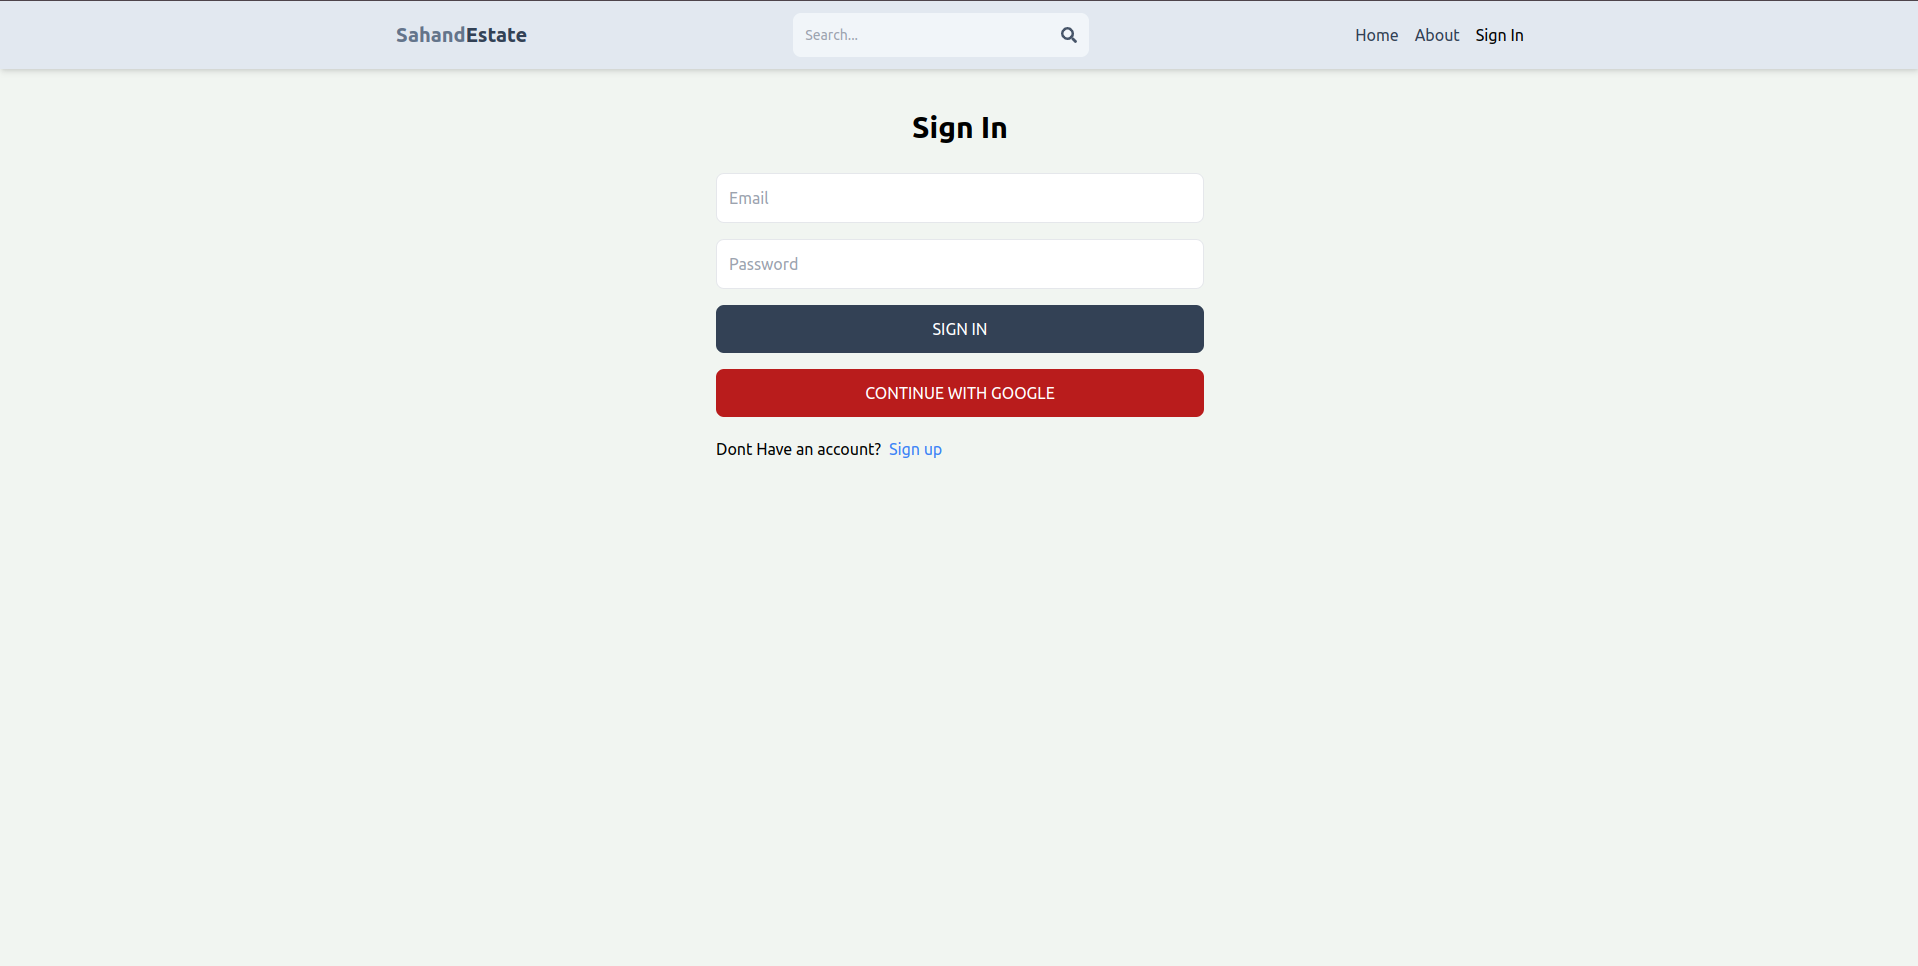 SahandEstate
Search...
Home About Sign In
Sign In
Email
Password
SIGN IN
CONTINUE WITH GOOGLE
Dont Have an account? Sign up